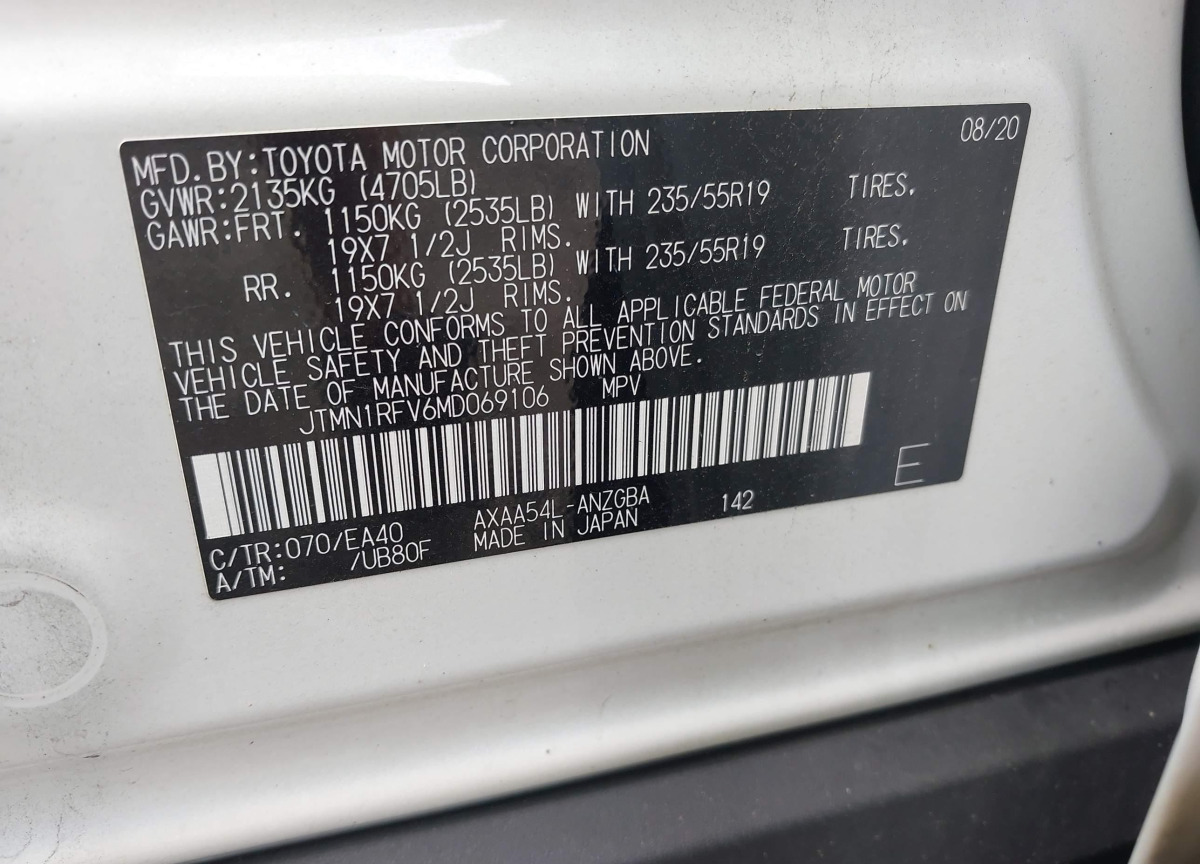 08/20
MFD.BY:TOYOTA MOTOR CORPORATION
GVWR:2135KG (4705LB)
GAWR:FRT. 1150KG (2535LB) WITH 235/55R19 TIRES.
19X7 1/2J RIMS.
RR. 1150KG (2535LB) WITH 235/55R19 TIRES.
19X7 1/2J RIMS.
THIS VEHICLE CONFORMS TO ALL APPLICABLE FEDERAL MOTOR
VEHICLE SAFETY AND THEFT PREVENTION STANDARDS IN EFFECT ON
THE DATE OF MANUFACTURE SHOWN ABOVE.
JTMN1RFV6MD069106 MPV
E
C/TR:070/EA40 AXAA54L-ANZGBA 142
A/TM: /UB80F MADE IN JAPAN